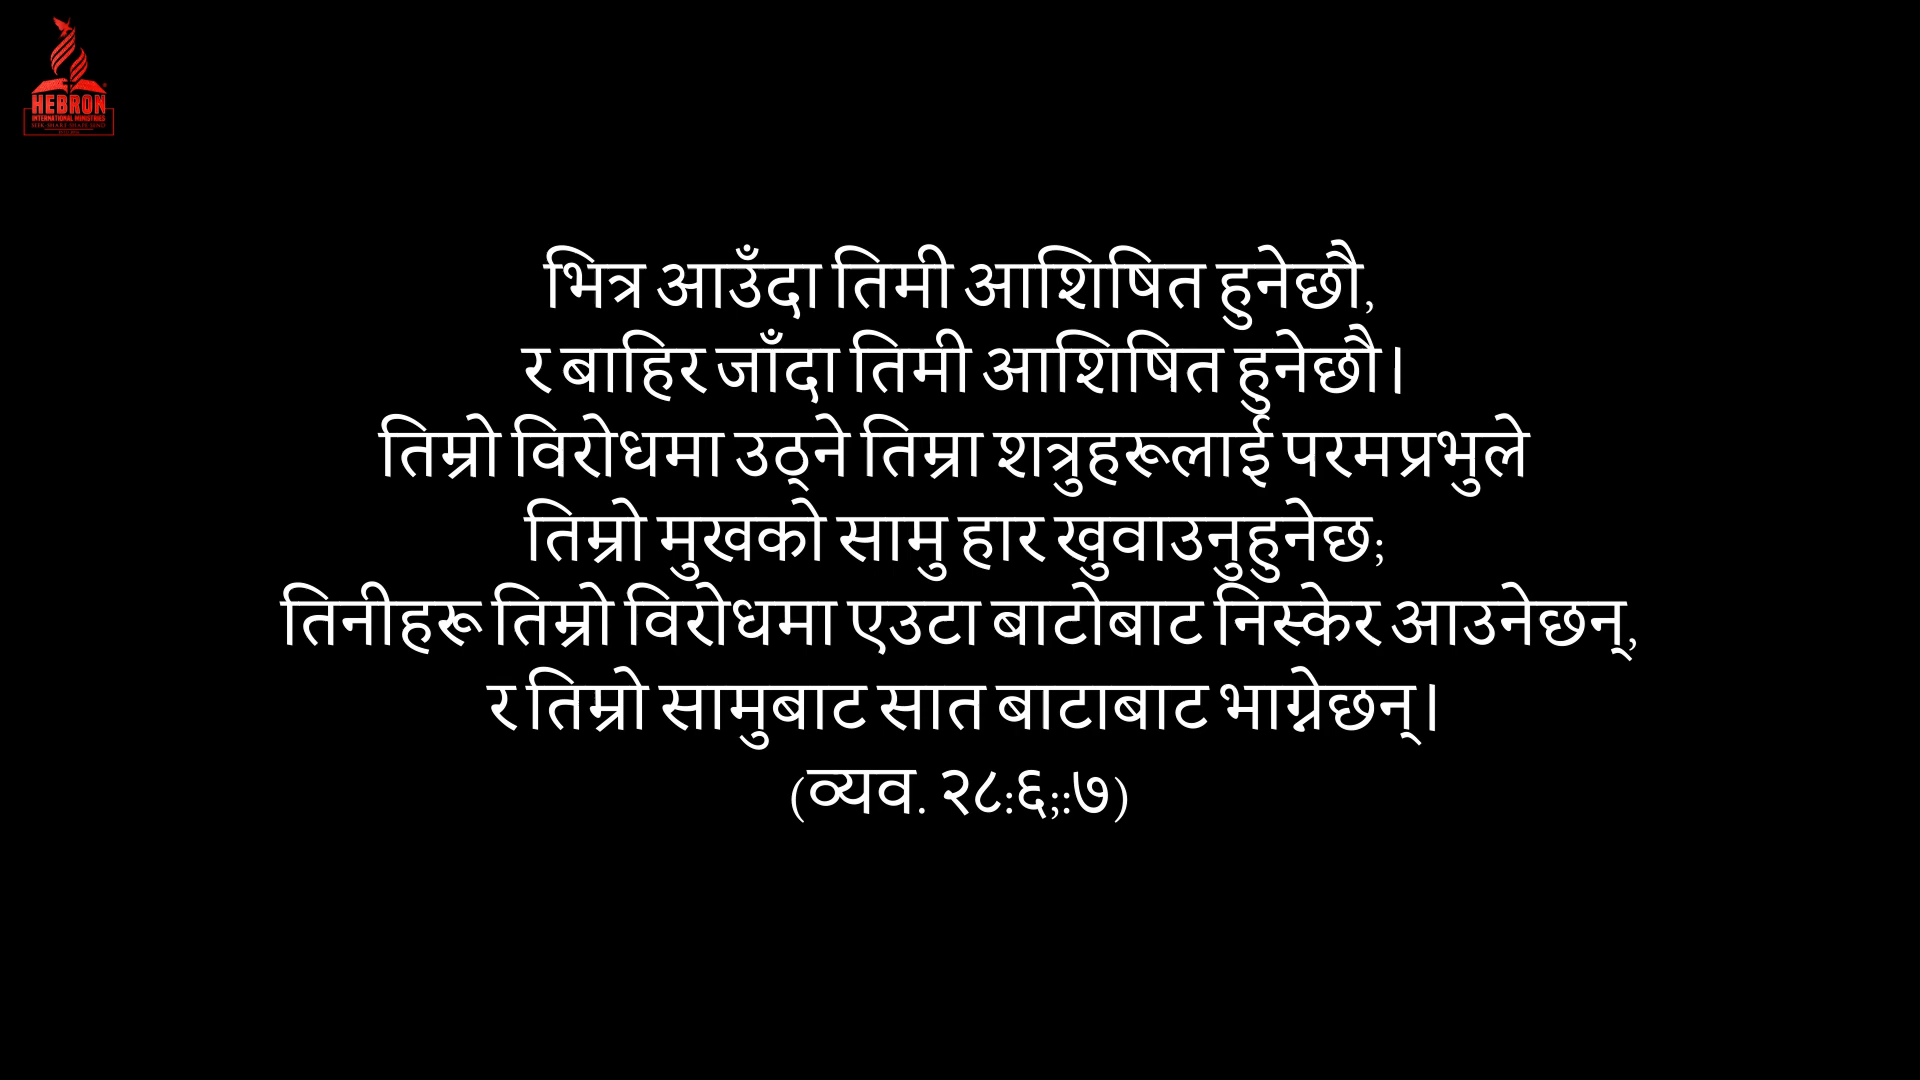 HEBRON
INTERNATIONAL MINISTRIES
भित्र आउँदा तिमी आशिषित हुनेछौ,
र बाहिर जाँदा तिमी आशिषित हुनेछौ।
तिम्रो विरोधमा उठ्ने तिम्रा शत्रुहरूलाई परमप्रभुले
तिम्रो मुखको सामु हार खुवाउनुहुनेछ;
तिनीहरू तिम्रो विरोधमा एउटा बाटोबाट निस्केर आउनेछन्,
र तिम्रो सामुबाट सात बाटाबाट भाग्नेछन्।
(व्यव. २८:६;:७)